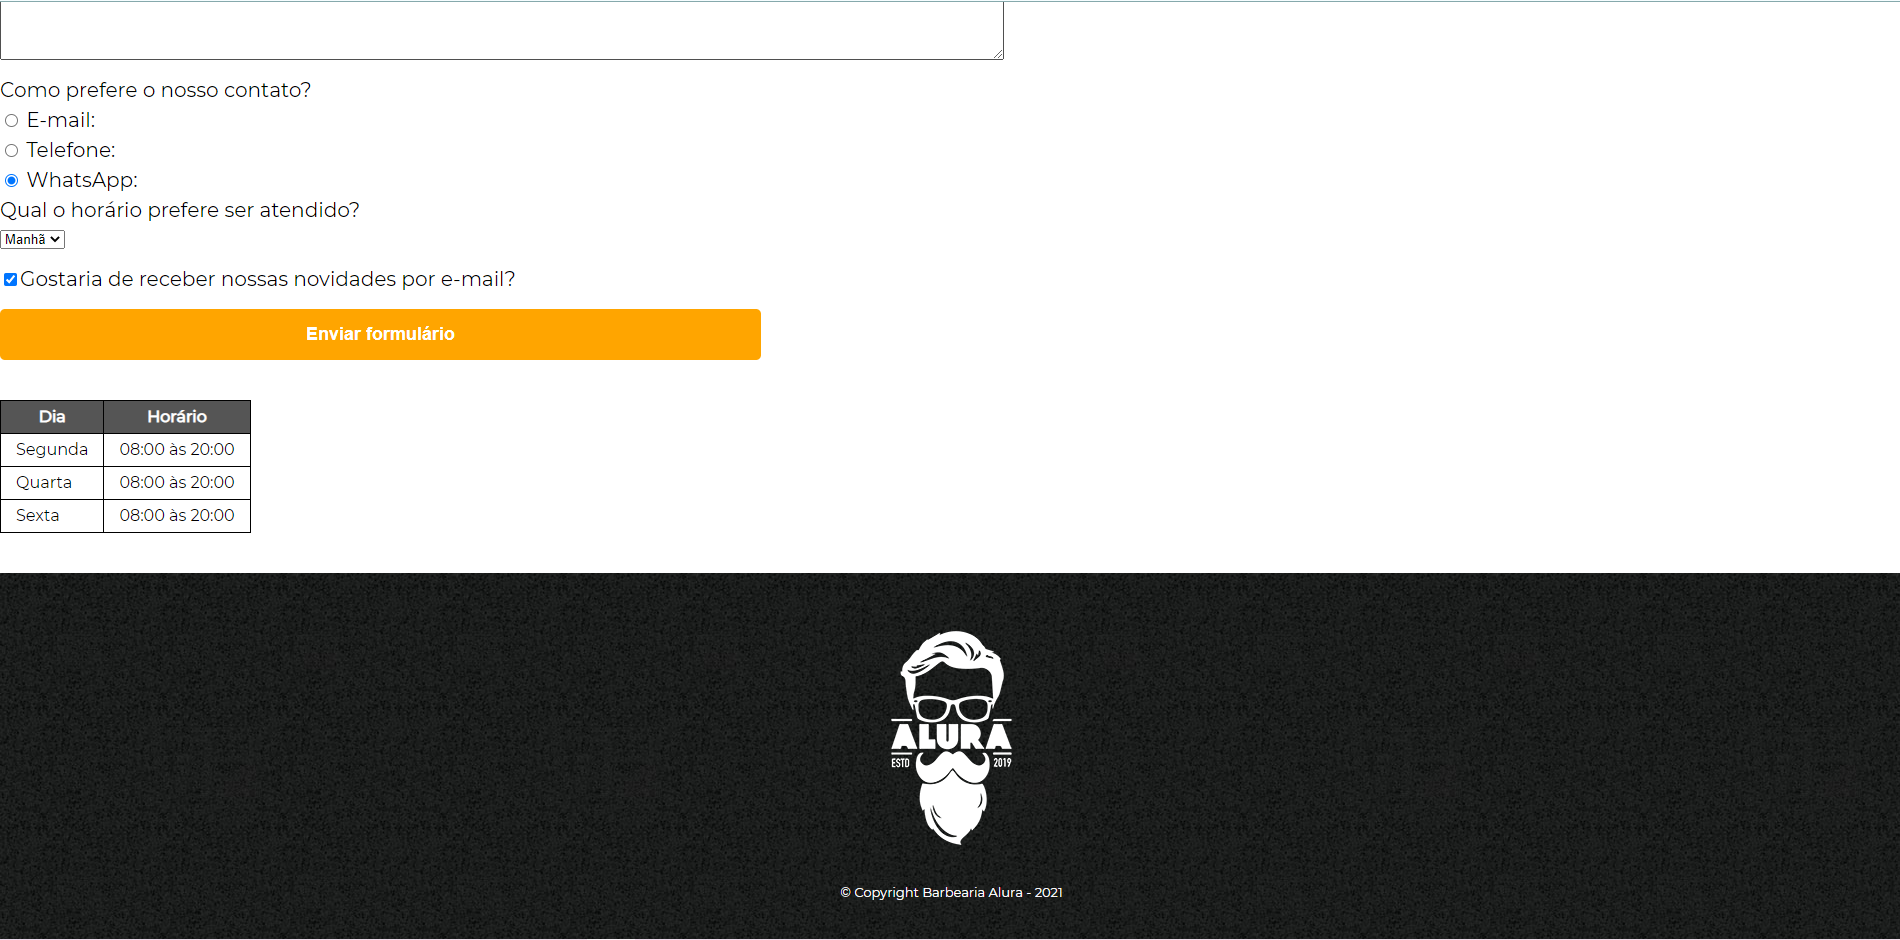 Como prefere o nosso contato?
E-mail:
Telefone:
WhatsApp:
Qual o horário prefere ser atendido?
Manhã
Gostaria de receber nossas novidades por e-mail?
Enviar formulário
Dia Horário
Segunda 08:00 às 20:00
Quarta 08:00 às 20:00
Sexta 08:00 às 20:00
ALURA
ESTD 2019
© Copyright Barbearia Alura - 2021